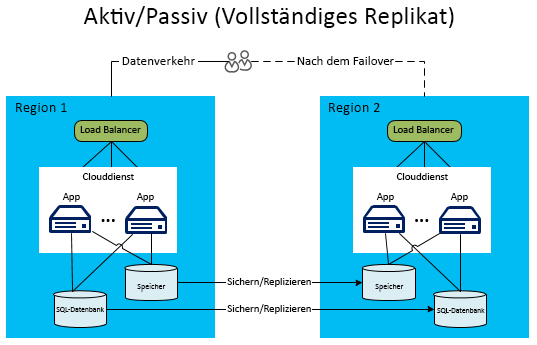 Aktiv/Passiv (Vollständiges Replikat)
Datenverkehr
Nach dem Failover
Region 1
Region 2
Load Balancer
Load Balancer
Clouddienst
Clouddienst
App
...
App
App
...
App
Speicher
Sichern/Replizieren
Speicher
SQL-Datenbank
Sichern/Replizieren
SQL-Datenbank